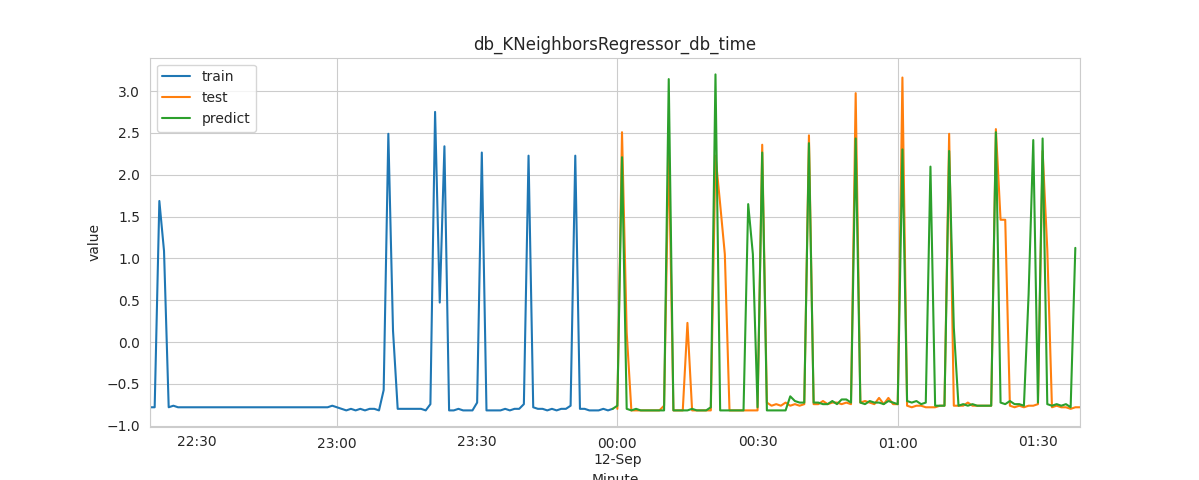 db_KNeighborsRegressor_db_time
train
test
predict
value
3.0
2.5
2.0
1.5
1.0
0.5
0.0
−0.5
−1.0
22:30
23:00
23:30
00:00
12-Sep
00:30
01:00
01:30
Minute